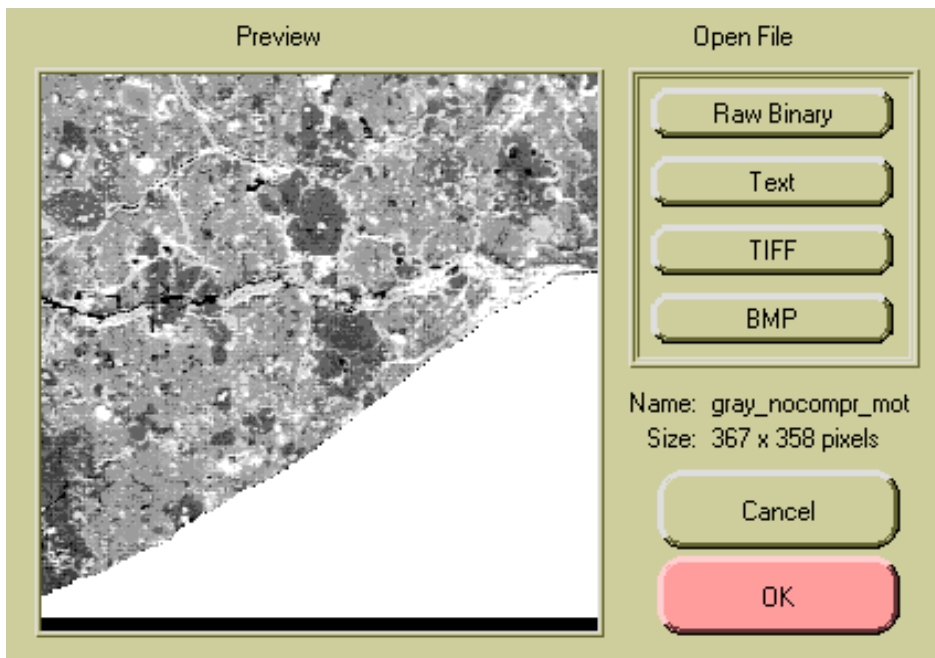 Preview
Open File
Raw Binary
Text
TIFF
BMP
Name: gray_nocompr_mot
Size: 367 x 358 pixels
Cancel
OK